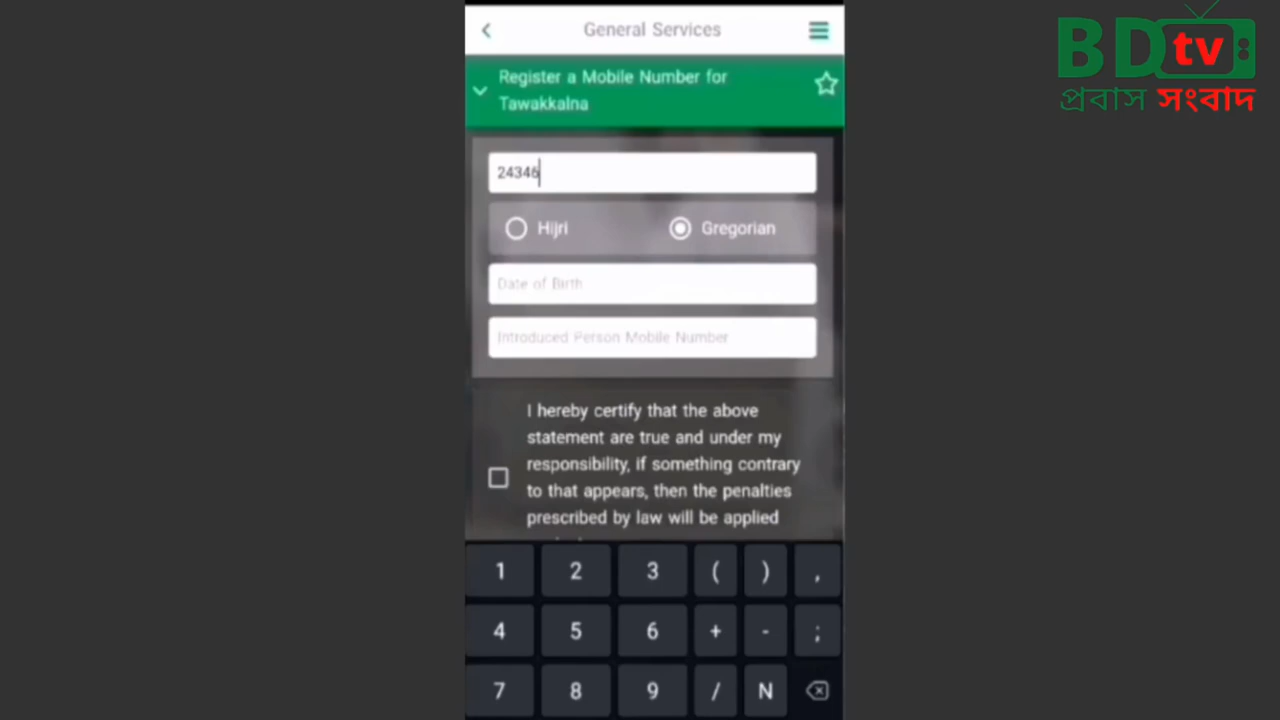 General Services
BD tv
প্রবাস সংবাদ
Register a Mobile Number for
Tawakkalna
24346
Hijri Gregorian
Date of Birth
Introduced Person Mobile Number
I hereby certify that the above
statement are true and under my
responsibility, if something contrary
to that appears, then the penalties
prescribed by law will be applied
1 2 3 ( ) ,
4 5 6 + - ;
7 8 9 / N